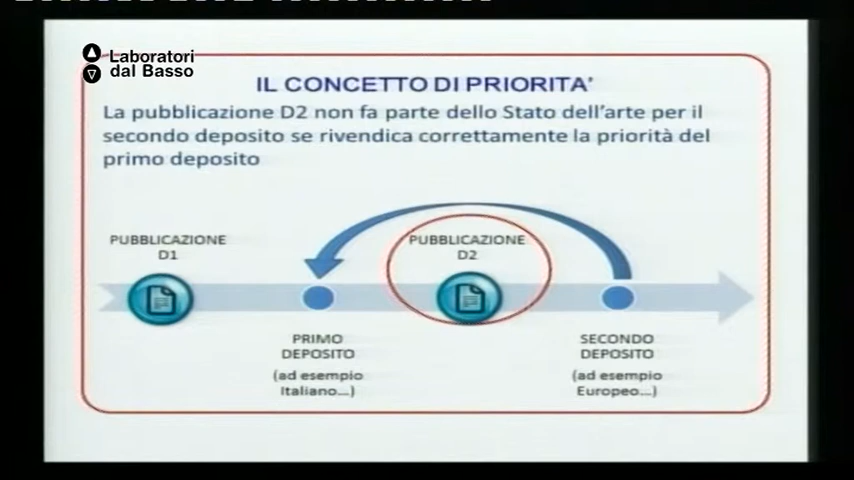 Laboratori
dal Basso
IL CONCETTO DI PRIORITA'
La pubblicazione D2 non fa parte dello Stato dell'arte per il
secondo deposito se rivendica correttamente la priorità del
primo deposito
PUBBLICAZIONE
D1
PUBBLICAZIONE
D2
PRIMO
DEPOSITO
(ad esempio
Italiano...)
SECONDO
DEPOSITO
(ad esempio
Europeo...)